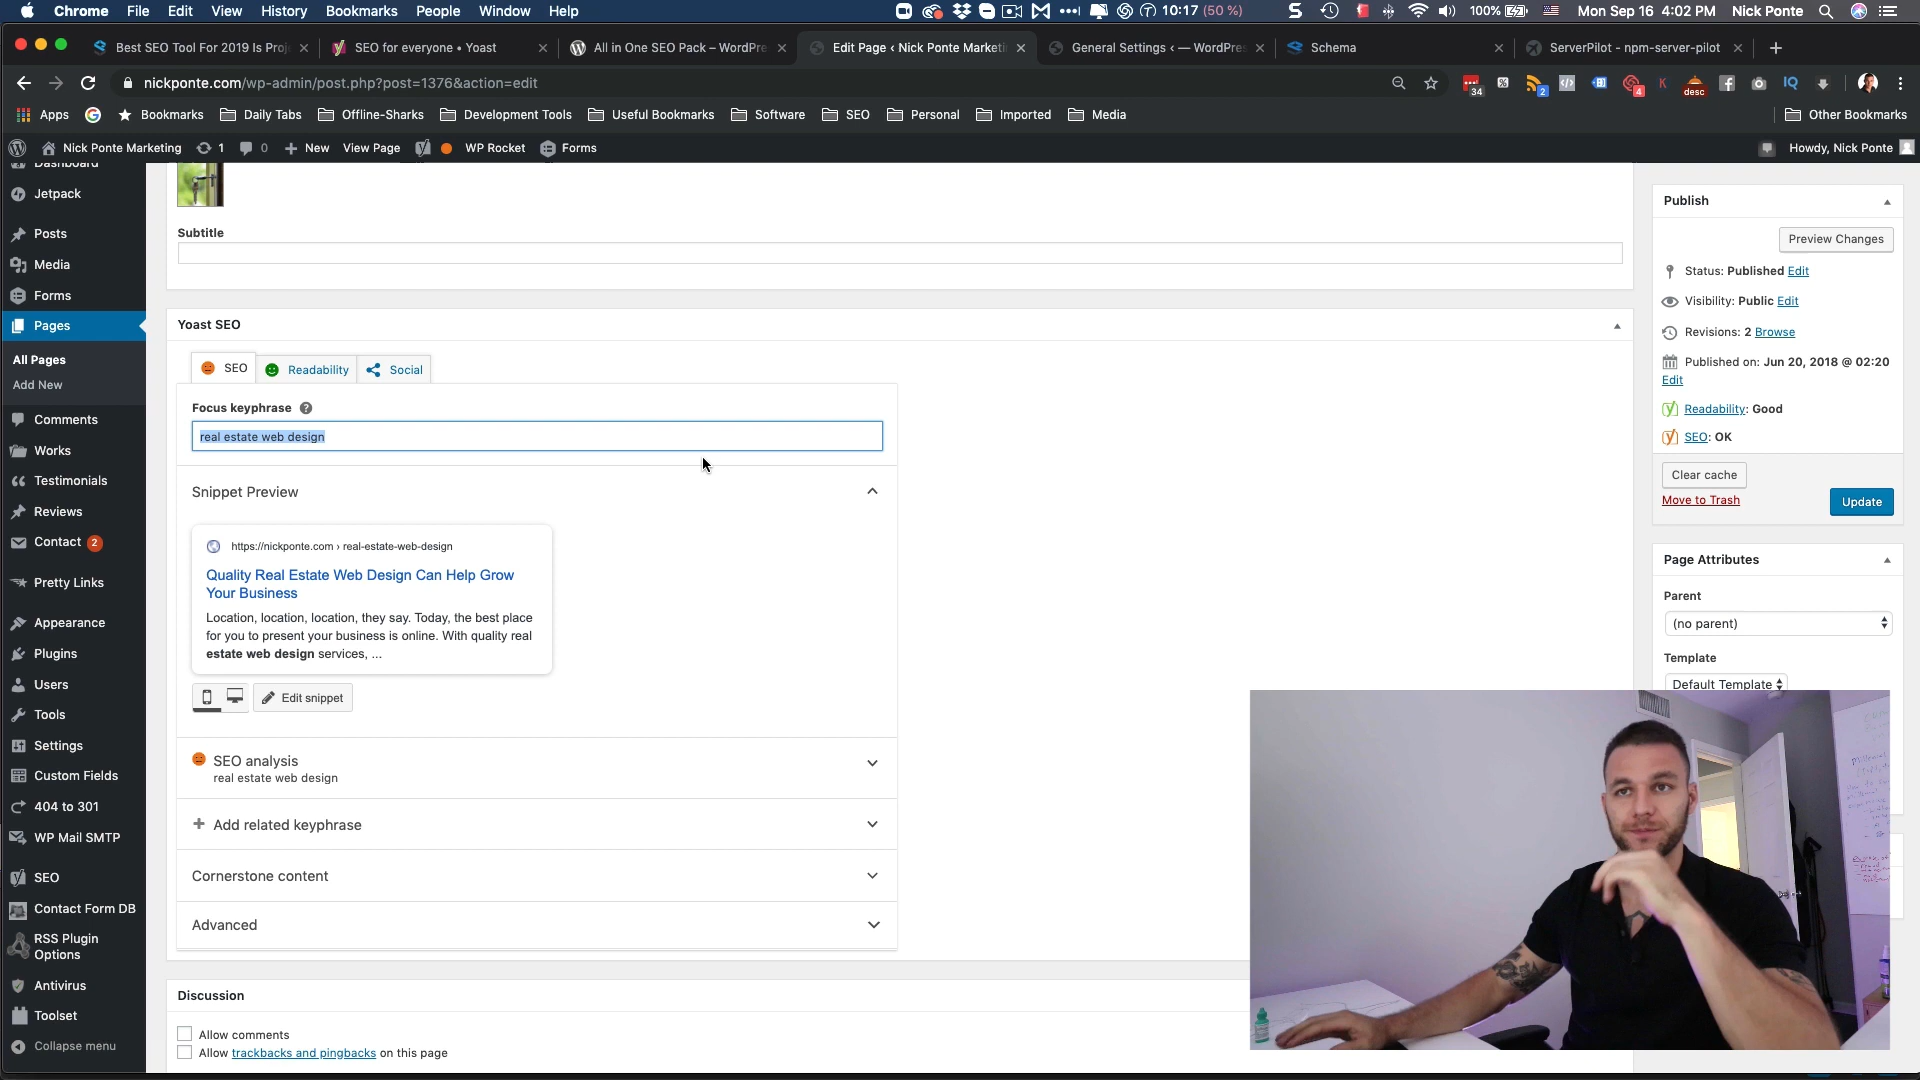 Chrome File Edit View History Bookmarks People Window Help 10:17 (50 %) 100% Mon Sep 16 4:02 PM Nick Ponte
Best SEO Tool For 2019 Is Proj
SEO for everyone • Yoast
All in One SEO Pack – WordPre
Edit Page ‹ Nick Ponte Marketi
General Settings ‹ — WordPres
Schema
ServerPilot - npm-server-pilot
nickponte.com/wp-admin/post.php?post=1376&action=edit
34
2
4
desc
Apps
Bookmarks
Daily Tabs
Offline-Sharks
Development Tools
Useful Bookmarks
Software
SEO
Personal
Imported
Media
Other Bookmarks
Nick Ponte Marketing
1
0
New
View Page
WP Rocket
Forms
Howdy, Nick Ponte
Dashboard
Jetpack
Posts
Media
Forms
Pages
All Pages
Add New
Comments
Works
Testimonials
Reviews
Contact 2
Pretty Links
Appearance
Plugins
Users
Tools
Settings
Custom Fields
404 to 301
WP Mail SMTP
SEO
Contact Form DB
RSS Plugin
Options
Antivirus
Toolset
Collapse menu
Subtitle
Yoast SEO
SEO
Readability
Social
Focus keyphrase ?
real estate web design
Snippet Preview
https://nickponte.com › real-estate-web-design
Quality Real Estate Web Design Can Help Grow
Your Business
Location, location, location, they say. Today, the best place
for you to present your business is online. With quality real
estate web design services, ...
Edit snippet
SEO analysis
real estate web design
Add related keyphrase
Cornerstone content
Advanced
Discussion
Allow comments
Allow trackbacks and pingbacks on this page
Publish
Preview Changes
Status: Published Edit
Visibility: Public Edit
Revisions: 2 Browse
Published on: Jun 20, 2018 @ 02:20
Edit
Readability: Good
SEO: OK
Clear cache
Move to Trash
Update
Page Attributes
Parent
(no parent)
Template
Default Template